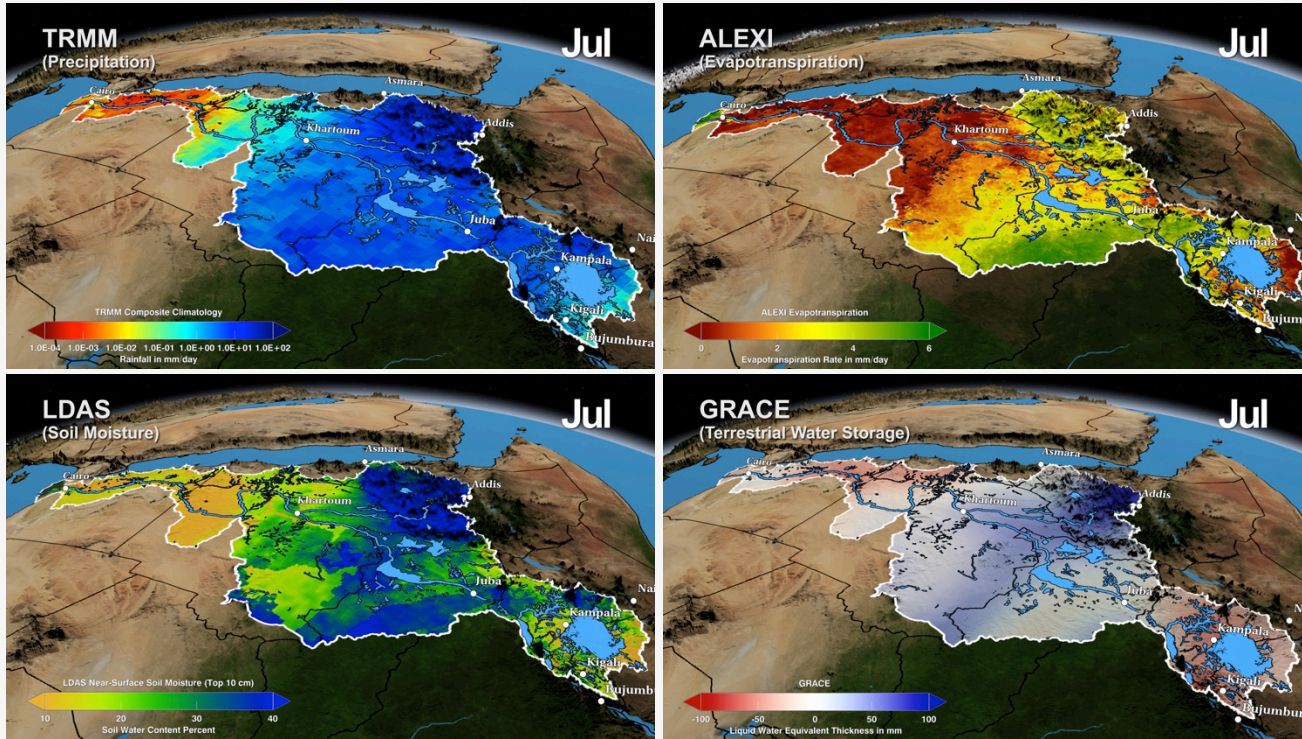 TRMM
(Precipitation)
Jul
Cairo
Asmara
Addis
Khartoum
Juba
Nai
Kampala
Kigali
Bujumbura
TRMM Composite Climatology
1.0E-04 1.0E-03 1.0E-02 1.0E-01 1.0E+00 1.0E+01 1.0E+02
Rainfall in mm/day
ALEXI
(Evapotranspiration)
Jul
Cairo
Asmara
Addis
Khartoum
Juba
N
Kampala
Kigali
Bujum
ALEXI Evapotranspiration
0 2 4 6
Evapotranspiration Rate in mm/day
LDAS
(Soil Moisture)
Jul
Cairo
Asmara
Addis
Khartoum
Juba
Nai
Kampala
Kigali
Bujumbura
LDAS Near-Surface Soil Moisture (Top 10 cm)
10 20 30 40
Soil Water Content Percent
GRACE
(Terrestrial Water Storage)
Jul
Cairo
Asmara
Addis
Khartoum
Juba
N
Kampala
Kigali
Bujumb
GRACE
-100 -50 0 50 100
Liquid Water Equivalent Thickness in mm